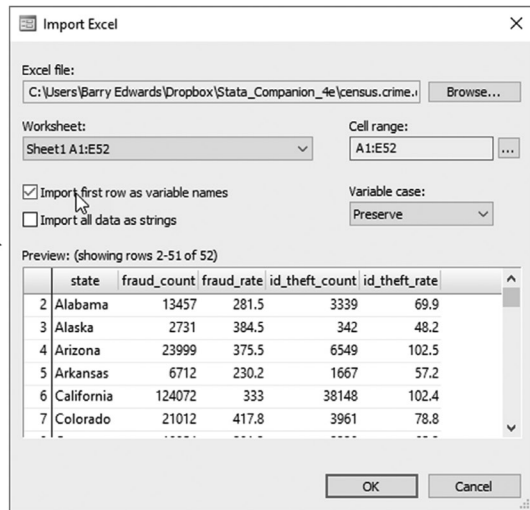 Import Excel
Excel file:
C:\Users\Barry Edwards\Dropbox\Stata_Companion_4e\census.crime. Browse...
Worksheet: Cell range:
Sheet1 A1:E52 A1:E52 ...
Import first row as variable names Variable case:
Import all data as strings Preserve
Preview: (showing rows 2-51 of 52)
state fraud_count fraud_rate id_theft_count id_theft_rate
2 Alabama 13457 281.5 3339 69.9
3 Alaska 2731 384.5 342 48.2
4 Arizona 23999 375.5 6549 102.5
5 Arkansas 6712 230.2 1667 57.2
6 California 124072 333 38148 102.4
7 Colorado 21012 417.8 3961 78.8
OK Cancel